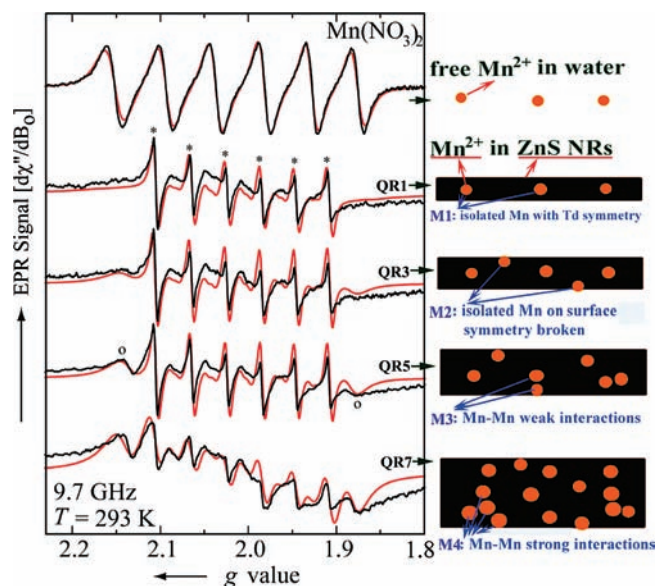 Mn(NO₃)₂
free Mn²⁺ in water
* * * * * *
Mn²⁺ in ZnS NRs
QR1
M1: isolated Mn with Td symmetry
QR3
M2: isolated Mn on surface
symmetry broken
QR5
o
o
M3: Mn-Mn weak interactions
QR7
M4: Mn-Mn strong interactions
9.7 GHz
T = 293 K
2.2 2.1 2.0 1.9 1.8
g value
EPR Signal [dχ"/dB₀]